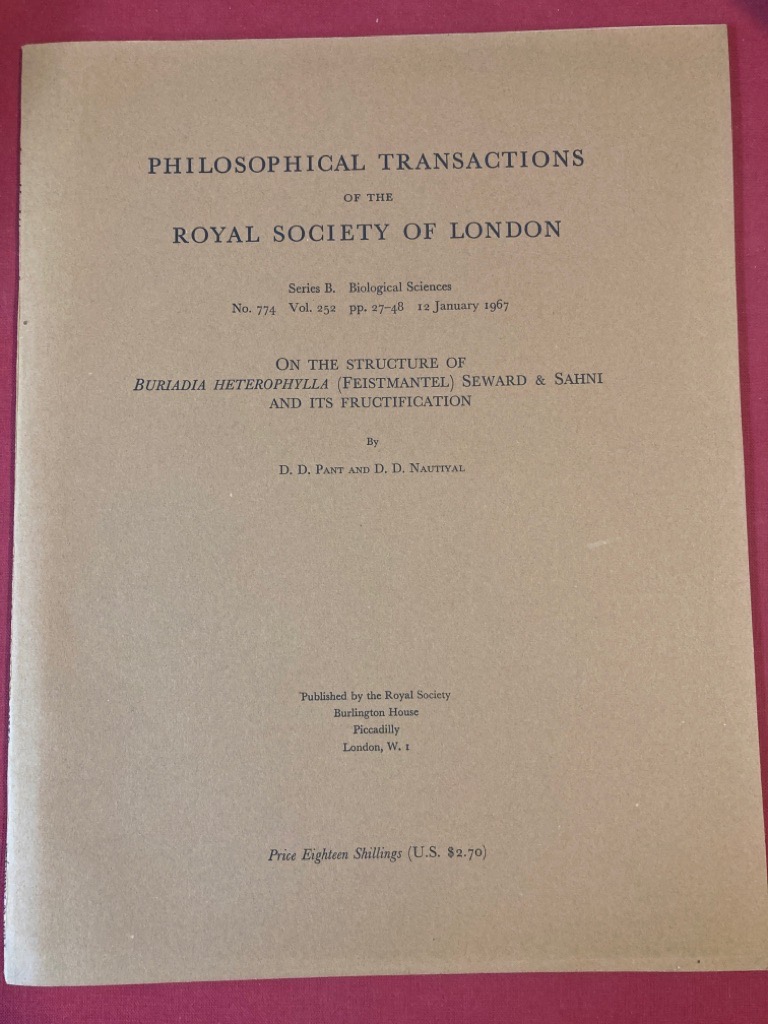 PHILOSOPHICAL TRANSACTIONS
OF THE
ROYAL SOCIETY OF LONDON
Series B. Biological Sciences
No. 774 Vol. 252 pp. 27–48 12 January 1967
ON THE STRUCTURE OF
BURIADIA HETEROPHYLLA (FEISTMANTEL) SEWARD & SAHNI
AND ITS FRUCTIFICATION
By
D. D. PANT AND D. D. NAUTIYAL
Published by the Royal Society
Burlington House
Piccadilly
London, W. 1
Price Eighteen Shillings (U.S. $2.70)